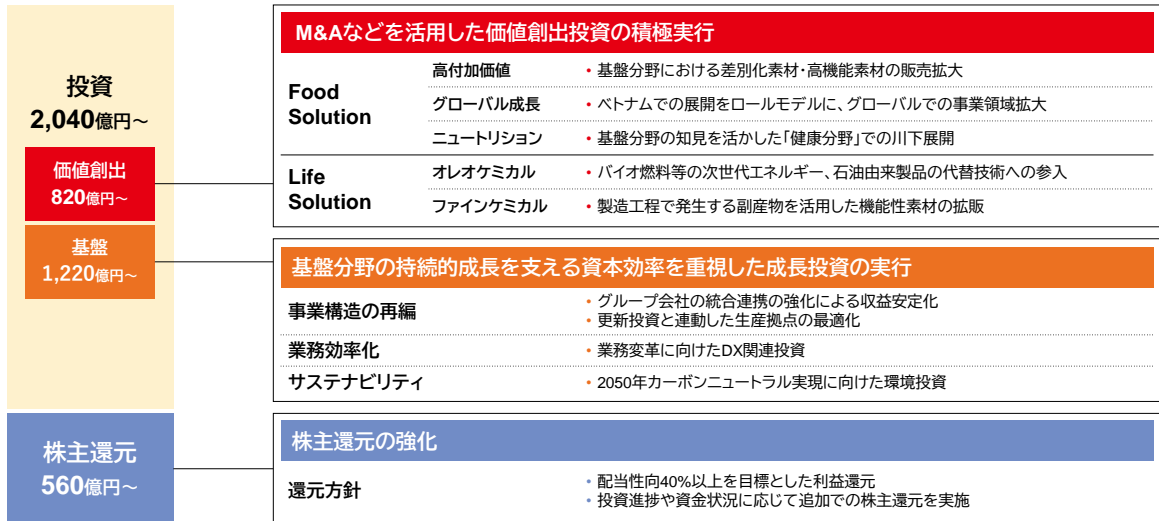 投資
2,040億円～
価値創出
820億円～
基盤
1,220億円～
株主還元
560億円～
M&Aなどを活用した価値創出投資の積極実行
Food
Solution
高付加価値
• 基盤分野における差別化素材・高機能素材の販売拡大
グローバル成長
• ベトナムでの展開をロールモデルに、グローバルでの事業領域拡大
ニュートリション
• 基盤分野の知見を活かした「健康分野」での川下展開
Life
Solution
オレオケミカル
• バイオ燃料等の次世代エネルギー、石油由来製品の代替技術への参入
ファインケミカル
• 製造工程で発生する副産物を活用した機能性素材の拡販
基盤分野の持続的成長を支える資本効率を重視した成長投資の実行
事業構造の再編
• グループ会社の統合連携の強化による収益安定化
• 更新投資と連動した生産拠点の最適化
業務効率化
• 業務変革に向けたDX関連投資
サステナビリティ
• 2050年カーボンニュートラル実現に向けた環境投資
株主還元の強化
還元方針
• 配当性向40%以上を目標とした利益還元
• 投資進捗や資金状況に応じて追加での株主還元を実施